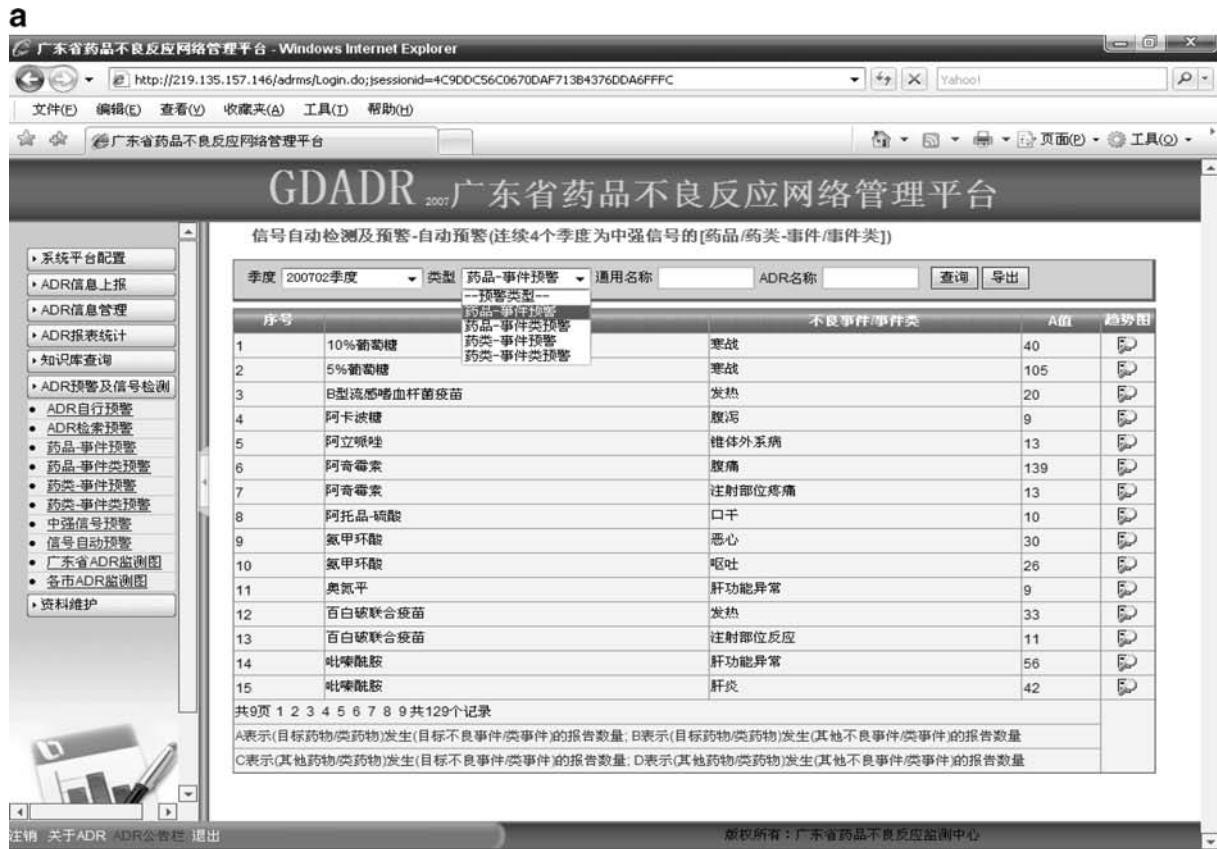 a
广东省药品不良反应网络管理平台 - Windows Internet Explorer
http://219.135.157.146/adrms/Login.do;jsessionid=4C9DDC56C0670DAF713B4376DDA6FFFC
Yahoo!
文件(F) 编辑(E) 查看(V) 收藏夹(A) 工具(T) 帮助(H)
广东省药品不良反应网络管理平台 页面(P) 工具(O)
GDADR 2007 广东省药品不良反应网络管理平台
系统平台配置
ADR信息上报
ADR信息管理
ADR报表统计
知识库查询
ADR预警及信号检测
ADR自行预警
ADR检索预警
药品-事件预警
药品-事件类预警
药类-事件预警
药类-事件类预警
中强信号预警
信号自动预警
广东省ADR监测图
各市ADR监测图
资料维护
信号自动检测及预警-自动预警(连续4个季度为中强信号的[药品/药类-事件/事件类])
季度 200702季度 类型 药品-事件预警 通用名称 ADR名称 查询 导出
--预警类型--
药品-事件预警
药品-事件类预警
药类-事件预警
药类-事件类预警
序号 不良事件/事件类 A值 趋势图
1 10%葡萄糖 寒战 40
2 5%葡萄糖 寒战 105
3 B型流感嗜血杆菌疫苗 发热 20
4 阿卡波糖 腹泻 9
5 阿立哌唑 锥体外系病 13
6 阿奇霉素 腹痛 139
7 阿奇霉素 注射部位疼痛 13
8 阿托品-硫酸 口干 10
9 氨甲环酸 恶心 30
10 氨甲环酸 呕吐 26
11 奥氮平 肝功能异常 9
12 百白破联合疫苗 发热 33
13 百白破联合疫苗 注射部位反应 11
14 吡嗪酰胺 肝功能异常 56
15 吡嗪酰胺 肝炎 42
共9页 1 2 3 4 5 6 7 8 9 共129个记录
A表示(目标药物/类药物)发生(目标不良事件/类事件)的报告数量; B表示(目标药物/类药物)发生(其他不良事件/类事件)的报告数量
C表示(其他药物/类药物)发生(目标不良事件/类事件)的报告数量; D表示(其他药物/类药物)发生(其他不良事件/类事件)的报告数量
注销 关于ADR ADR公告栏 退出
版权所有：广东省药品不良反应监测中心